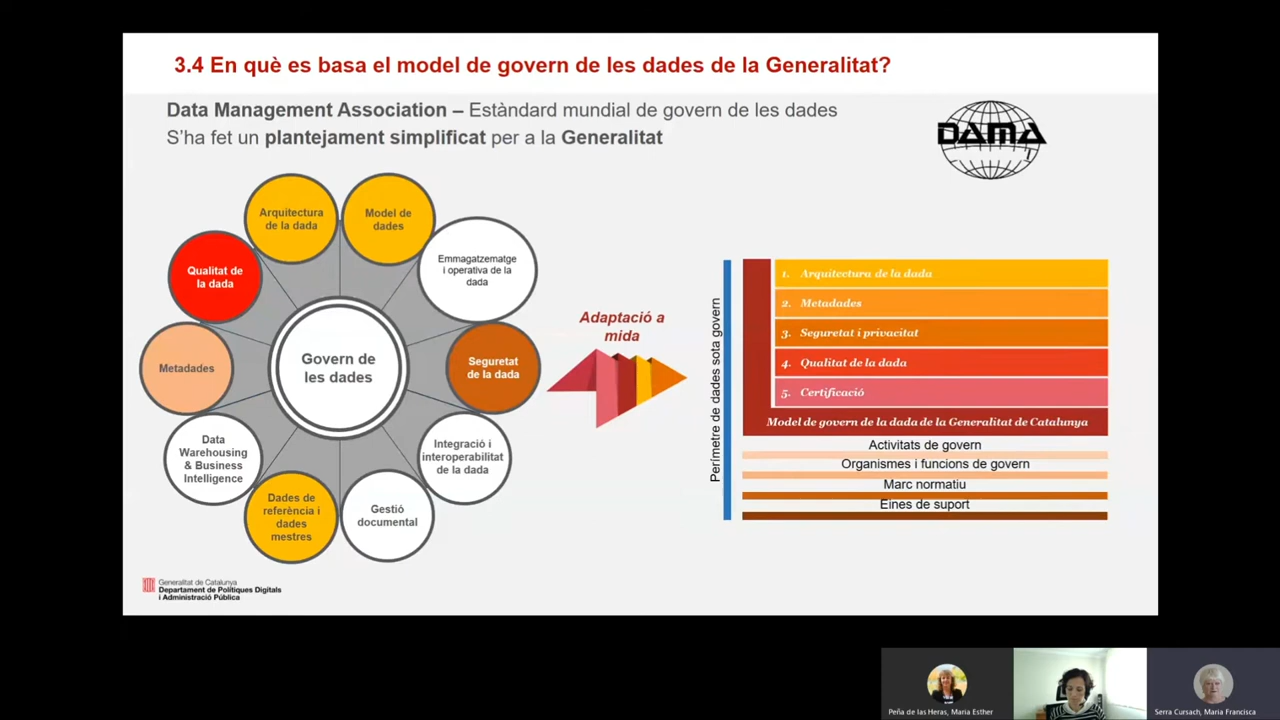 3.4 En què es basa el model de govern de les dades de la Generalitat?
Data Management Association – Estàndard mundial de govern de les dades
S'ha fet un plantejament simplificat per a la Generalitat
DAMA
Arquitectura
de la dada
Model de
dades
Emmagatzematge
i operativa de la
dada
Qualitat de
la dada
Govern de
les dades
Seguretat
de la dada
Metadades
Data
Warehousing
& Business
Intelligence
Integració i
interoperabilitat
de la dada
Dades de
referència i
dades
mestres
Gestió
documental
Adaptació a
mida
Perímetre de dades sota govern
1. Arquitectura de la dada
2. Metadades
3. Seguretat i privacitat
4. Qualitat de la dada
5. Certificació
Model de govern de la dada de la Generalitat de Catalunya
Activitats de govern
Organismes i funcions de govern
Marc normatiu
Eines de suport
Generalitat de Catalunya
Departament de Polítiques Digitals
i Administració Pública
Peña de las Heras, Maria Esther
Serra Cursach, Maria Francisca